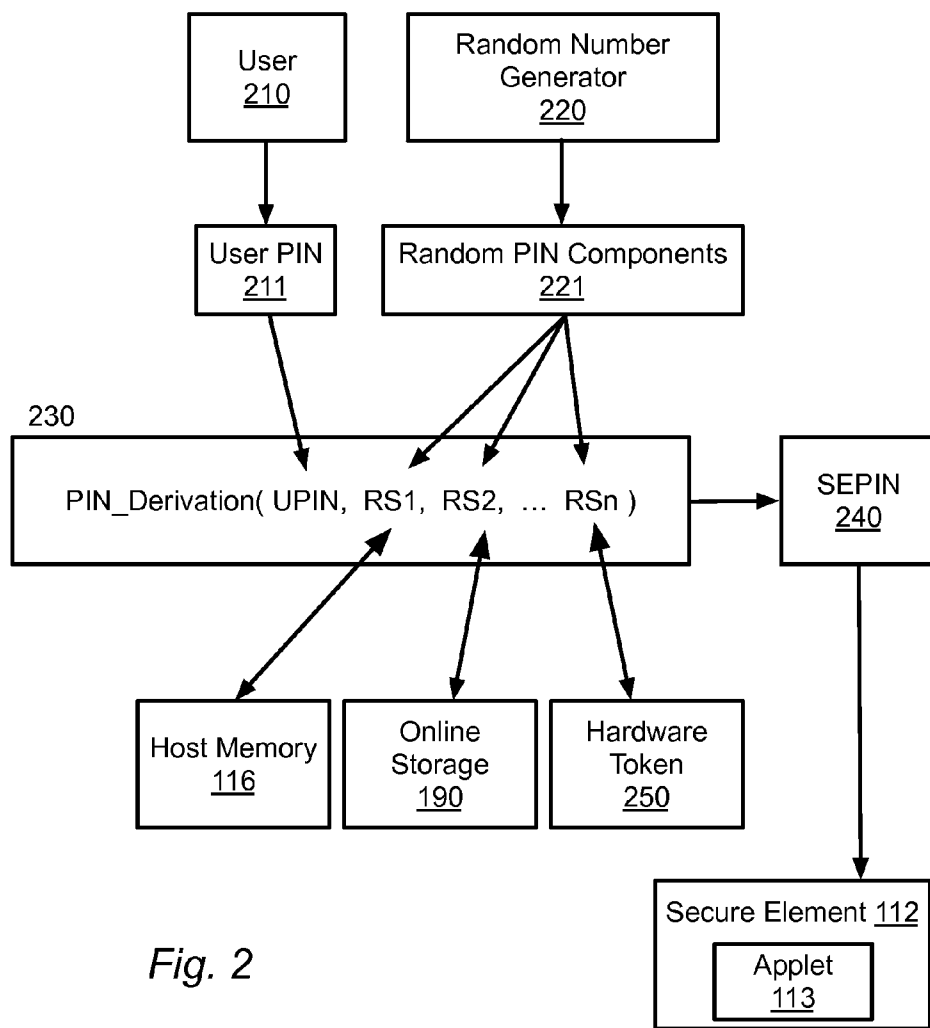 User
210
Random Number
Generator
220
User PIN
211
Random PIN Components
221
230
PIN_Derivation( UPIN, RS1, RS2, ... RSn )
SEPIN
240
Host Memory
116
Online
Storage
190
Hardware
Token
250
Secure Element 112
Applet
113
Fig. 2